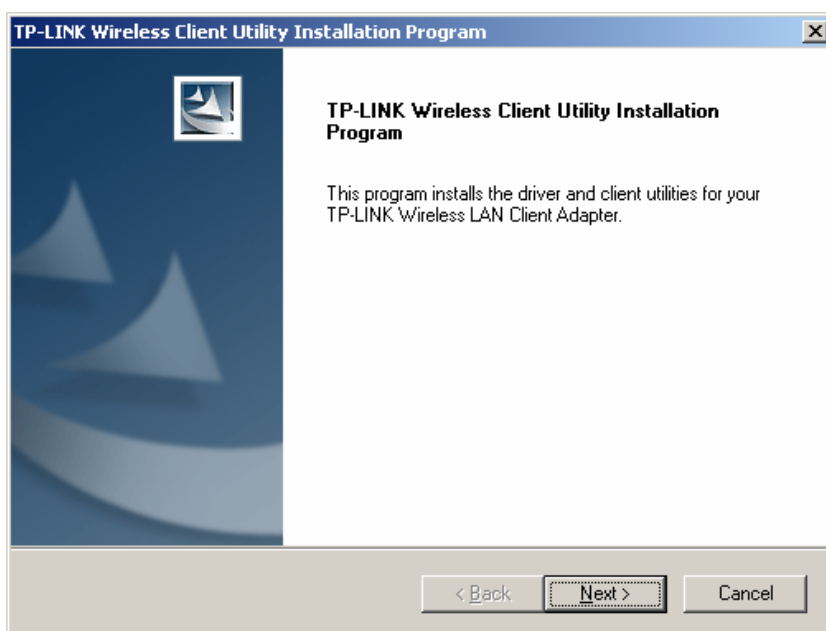 TP-LINK Wireless Client Utility Installation Program
TP-LINK Wireless Client Utility Installation
Program
This program installs the driver and client utilities for your
TP-LINK Wireless LAN Client Adapter.
< Back
Next >
Cancel